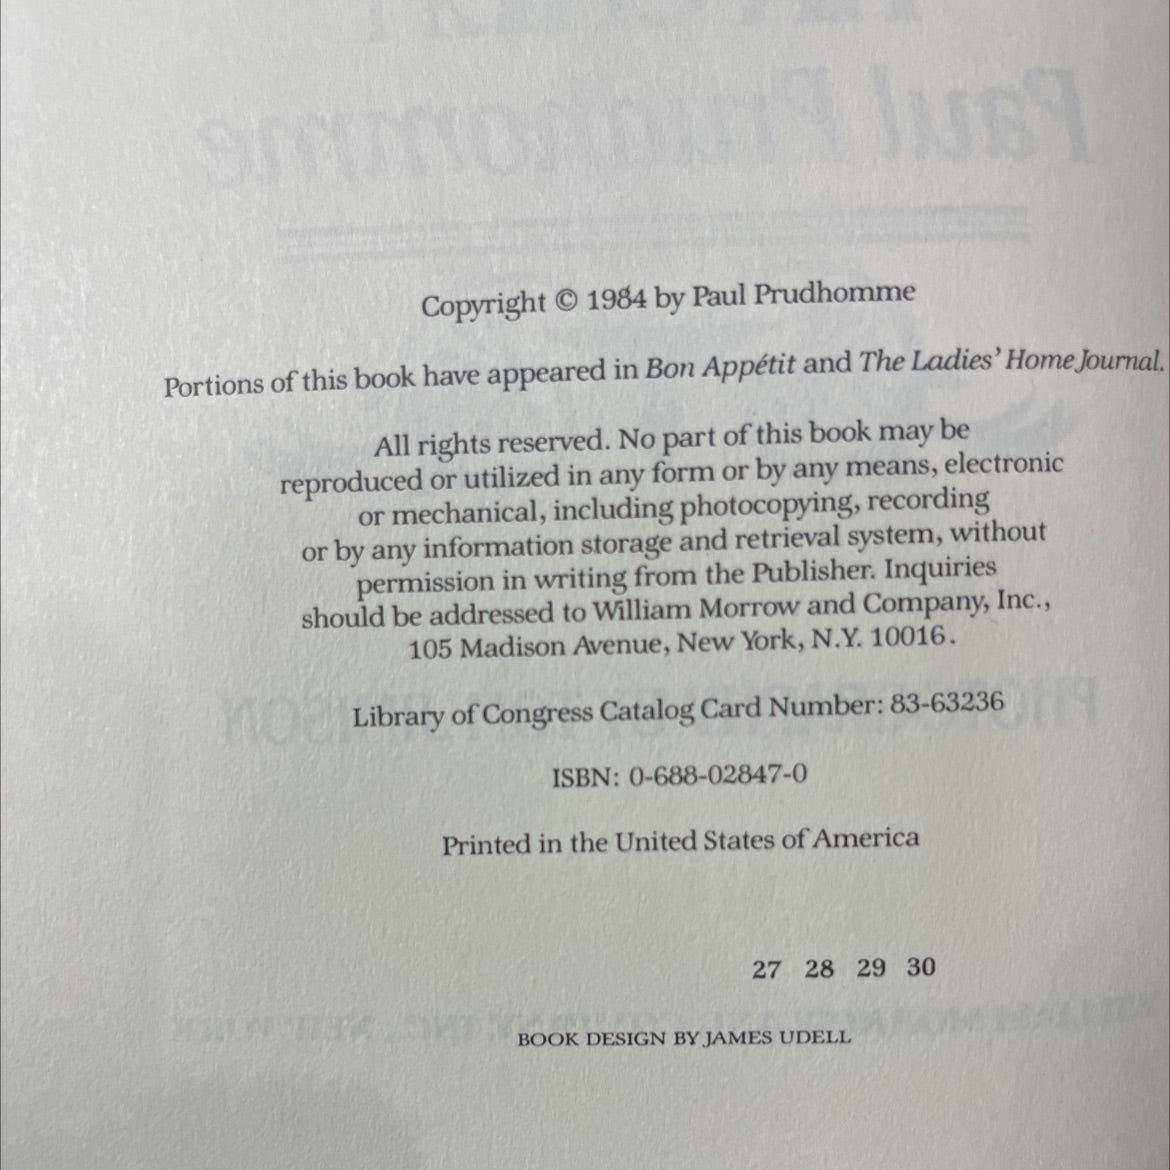 Copyright © 1984 by Paul Prudhomme
Portions of this book have appeared in Bon Appétit and The Ladies' Home Journal.
All rights reserved. No part of this book may be
reproduced or utilized in any form or by any means, electronic
or mechanical, including photocopying, recording
or by any information storage and retrieval system, without
permission in writing from the Publisher. Inquiries
should be addressed to William Morrow and Company, Inc.,
105 Madison Avenue, New York, N.Y. 10016.
Library of Congress Catalog Card Number: 83-63236
ISBN: 0-688-02847-0
Printed in the United States of America
27 28 29 30
BOOK DESIGN BY JAMES UDELL